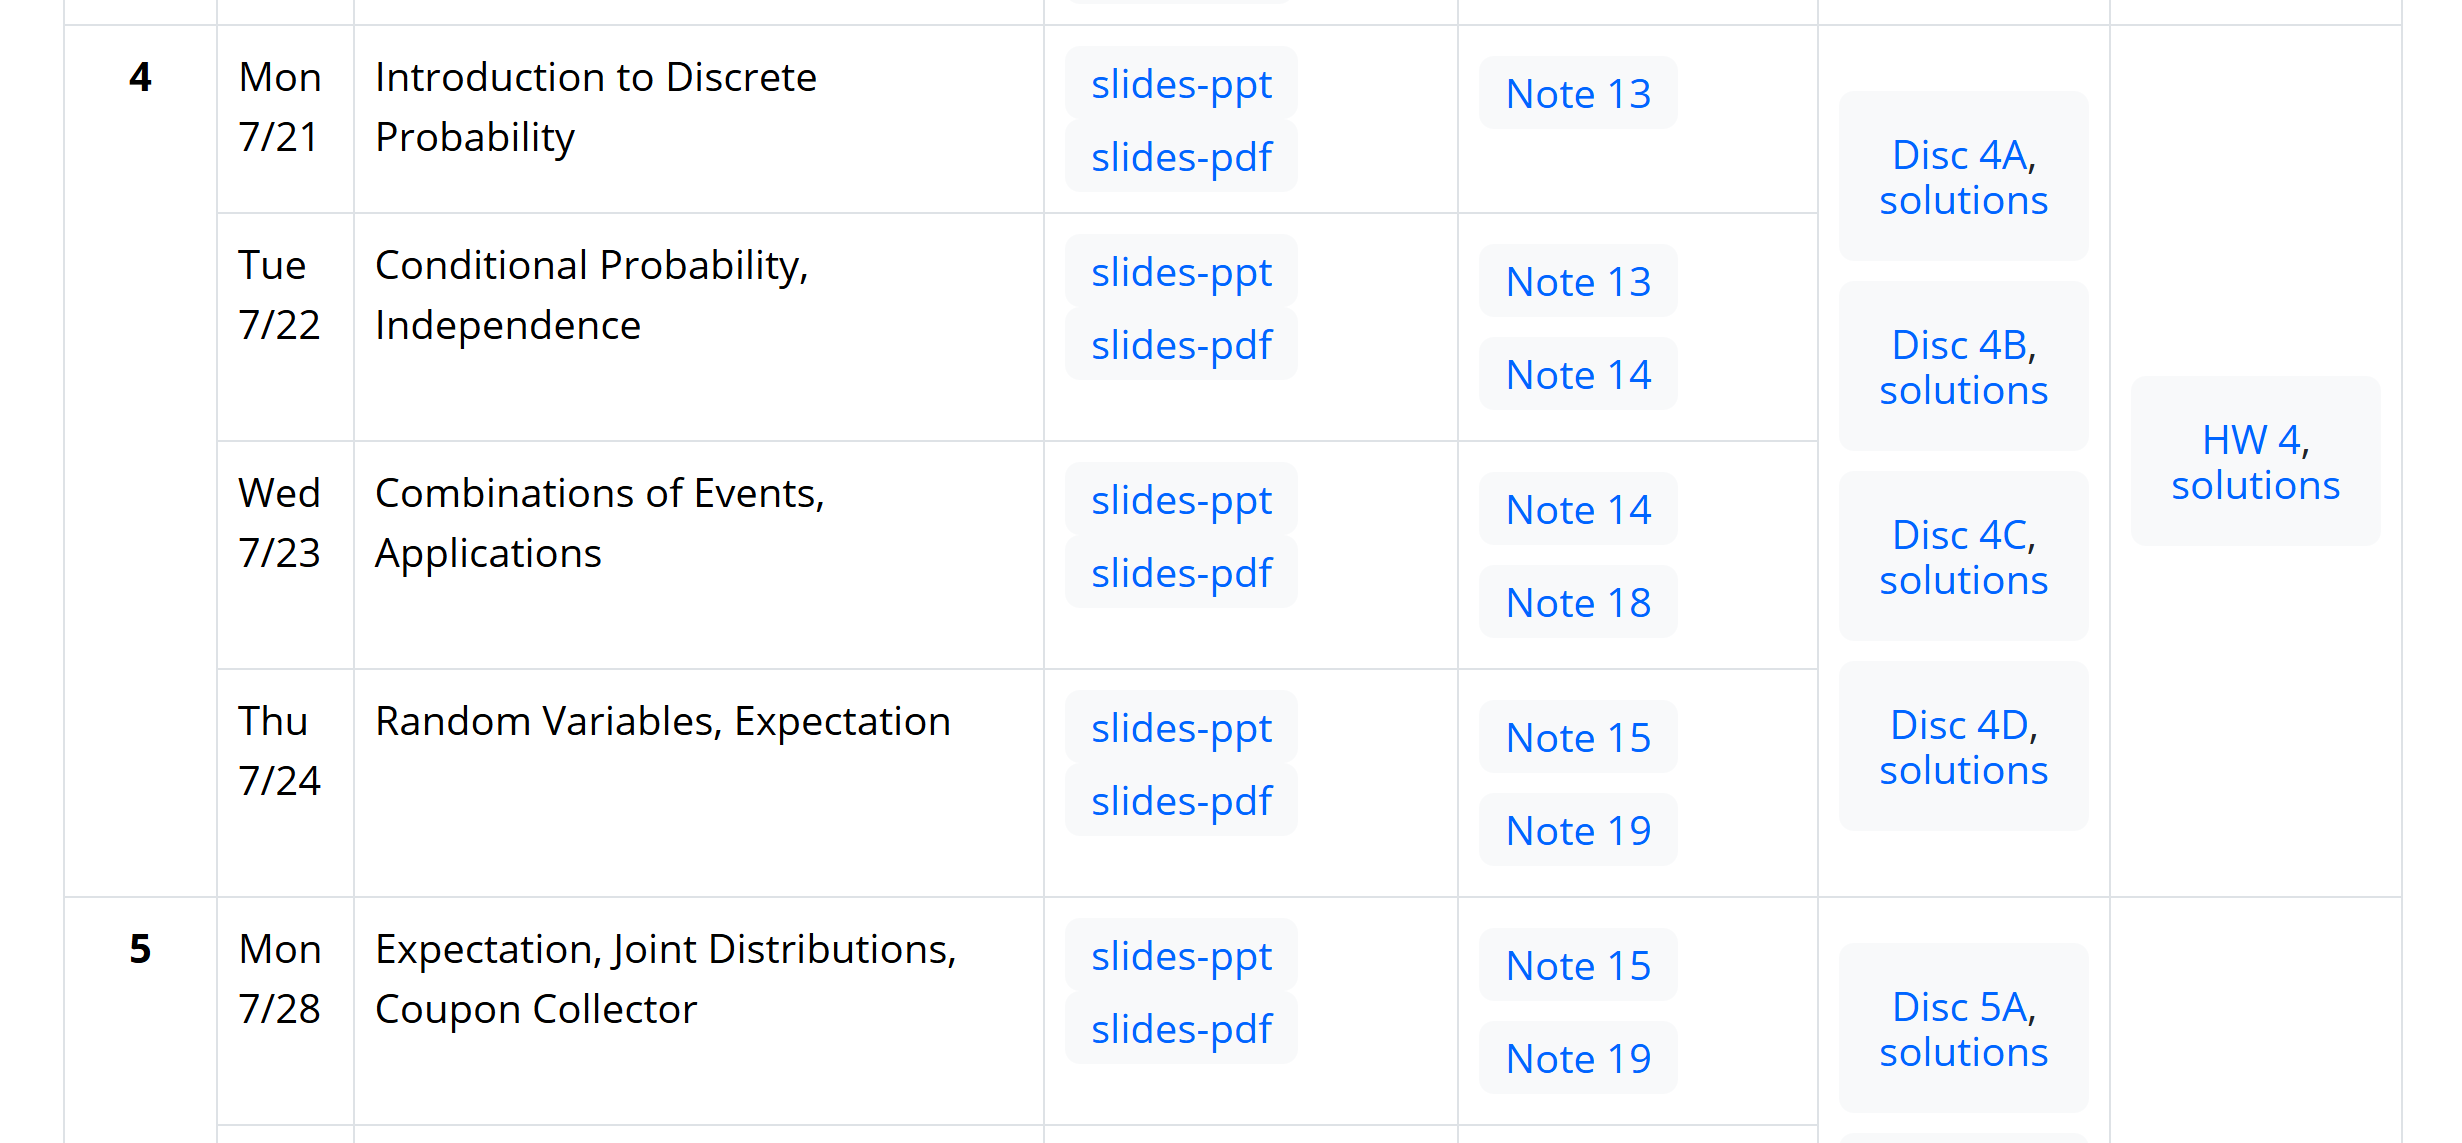 4
Mon
7/21
Introduction to Discrete
Probability
slides-ppt
slides-pdf
Note 13
Disc 4A,
solutions
Tue
7/22
Conditional Probability,
Independence
slides-ppt
slides-pdf
Note 13
Note 14
Disc 4B,
solutions
HW 4,
solutions
Wed
7/23
Combinations of Events,
Applications
slides-ppt
slides-pdf
Note 14
Note 18
Disc 4C,
solutions
Thu
7/24
Random Variables, Expectation
slides-ppt
slides-pdf
Note 15
Note 19
Disc 4D,
solutions
5
Mon
7/28
Expectation, Joint Distributions,
Coupon Collector
slides-ppt
slides-pdf
Note 15
Note 19
Disc 5A,
solutions